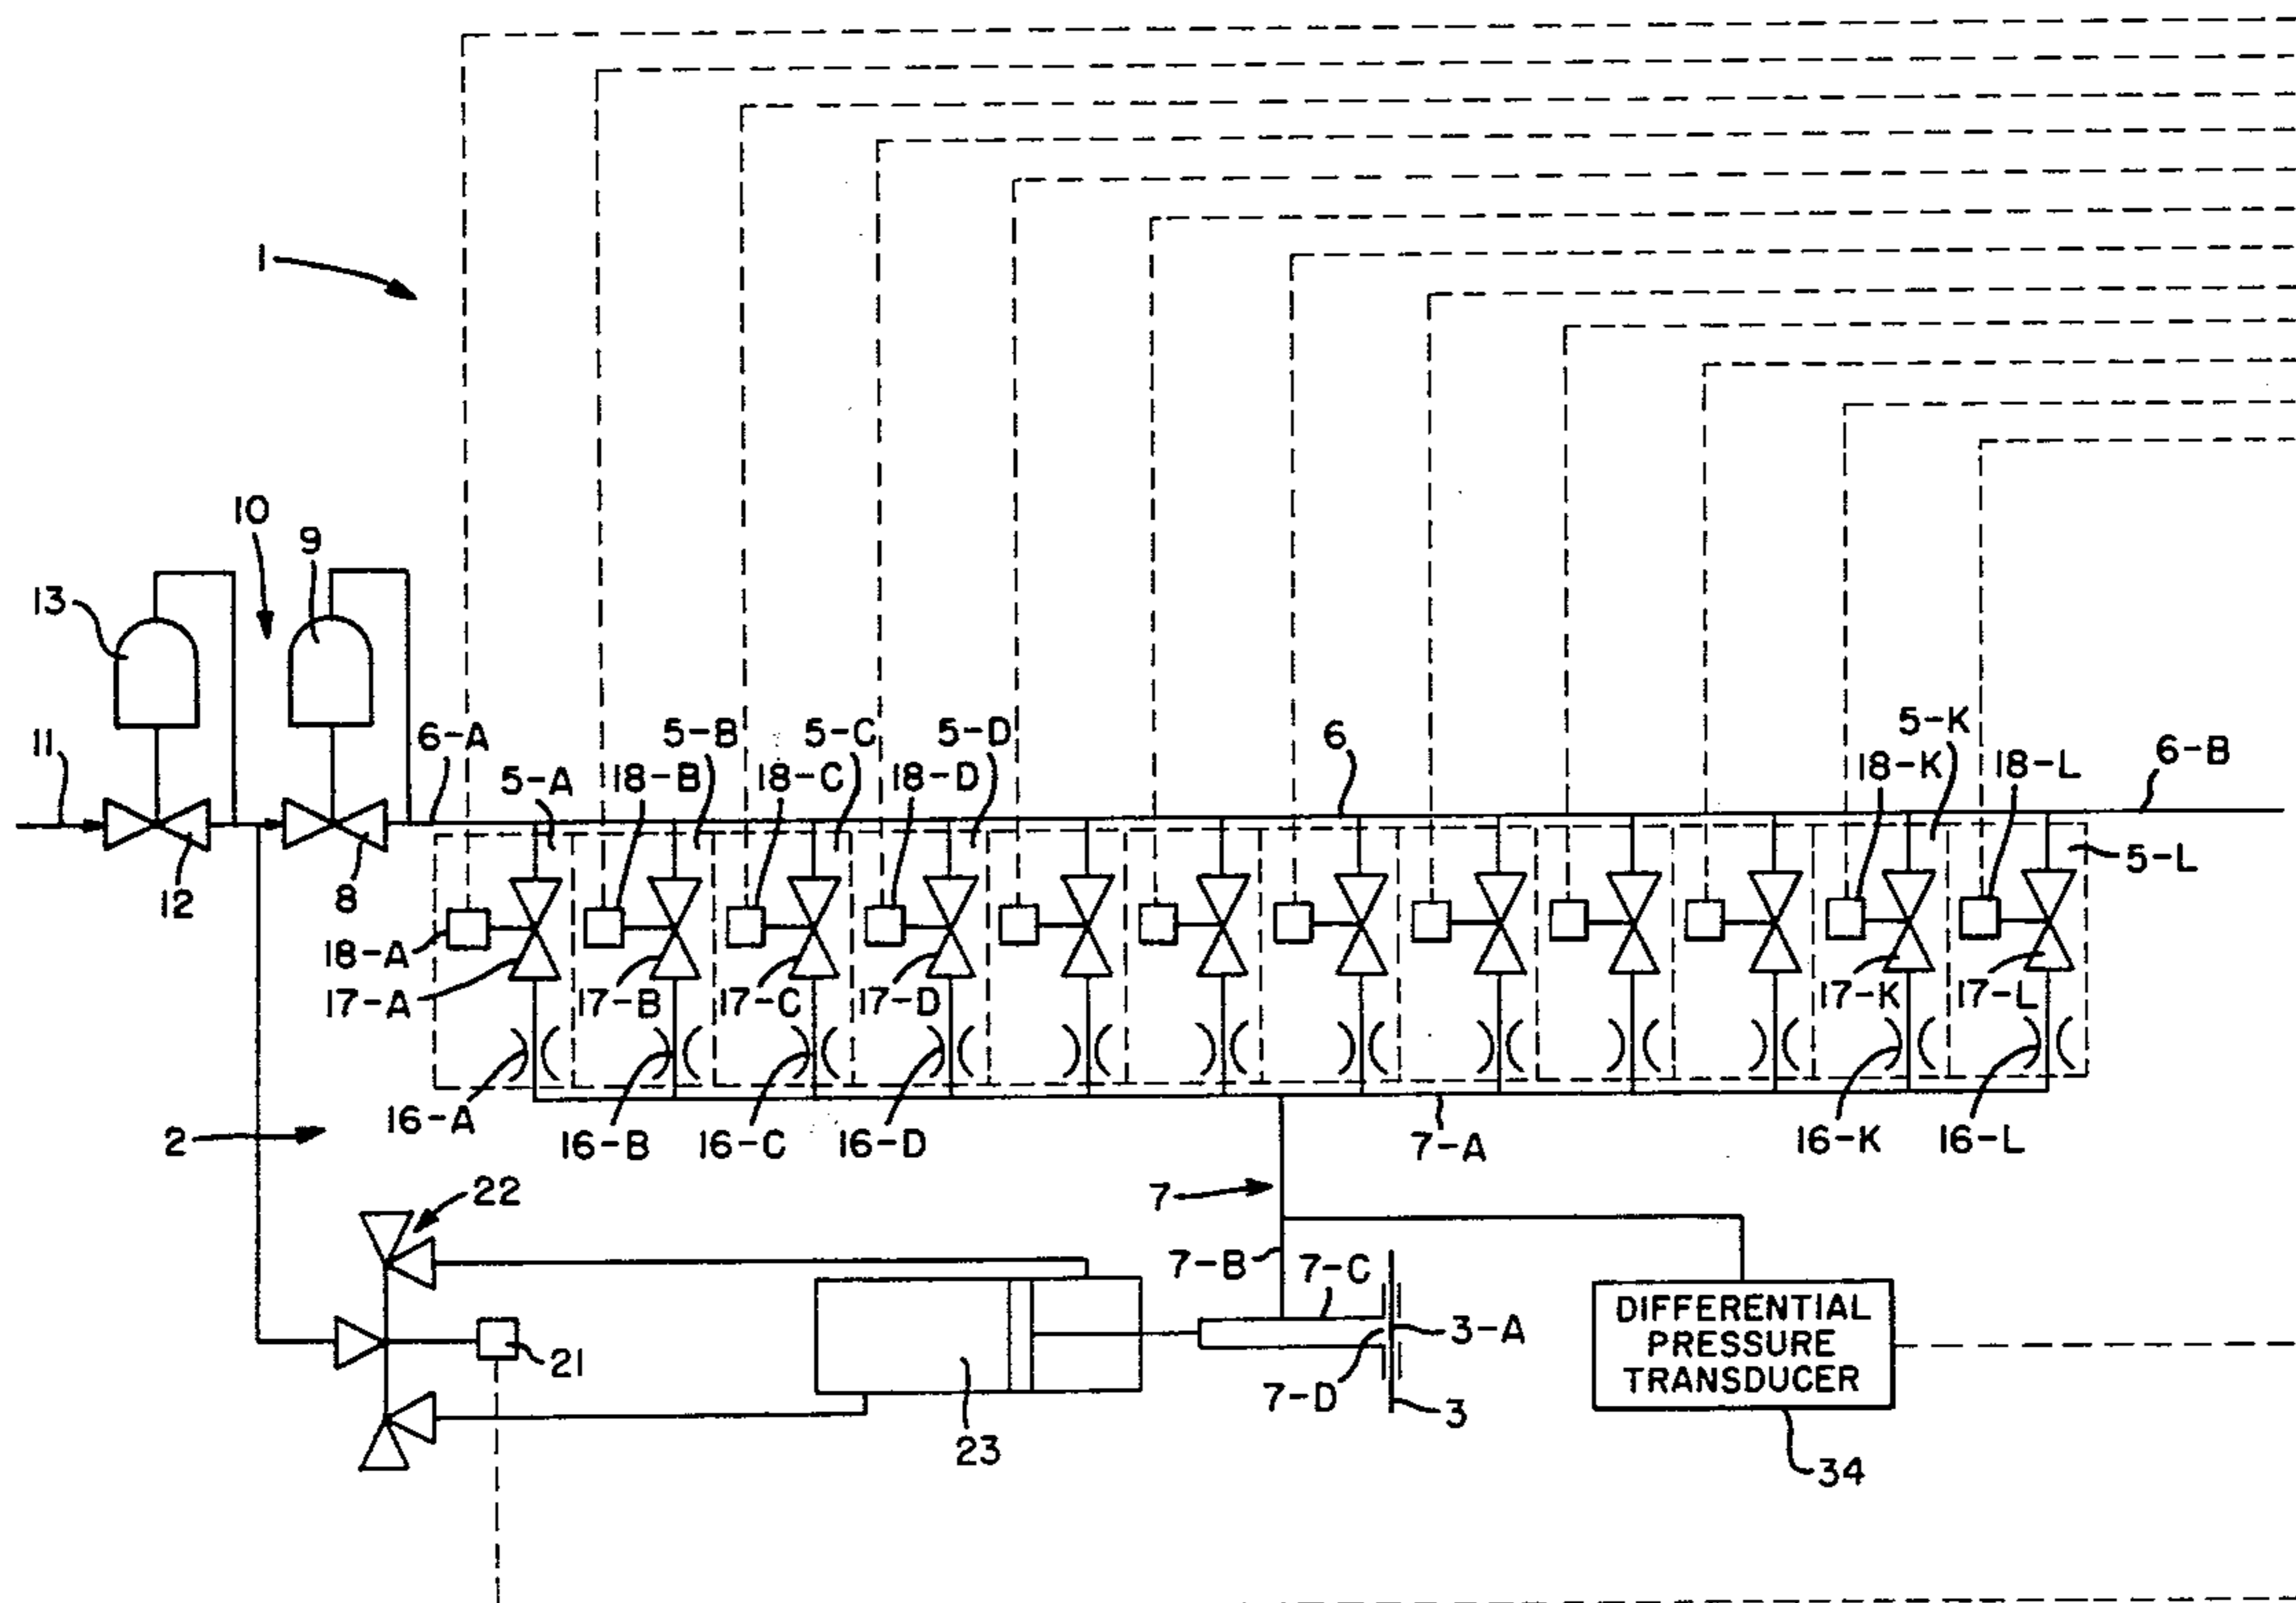 1
10
9
13
11
6-A
5-A
5-B
5-C
5-D
6
5-K
6-B
18-B
18-C
18-D
18-K
18-L
5-L
12
8
18-A
17-A
17-B
17-C
17-D
17-K
17-L
16-A
16-B
16-C
16-D
7-A
16-K
16-L
2
22
7
7-B
7-C
21
3-A
7-D
3
23
DIFFERENTIAL
PRESSURE
TRANSDUCER
34